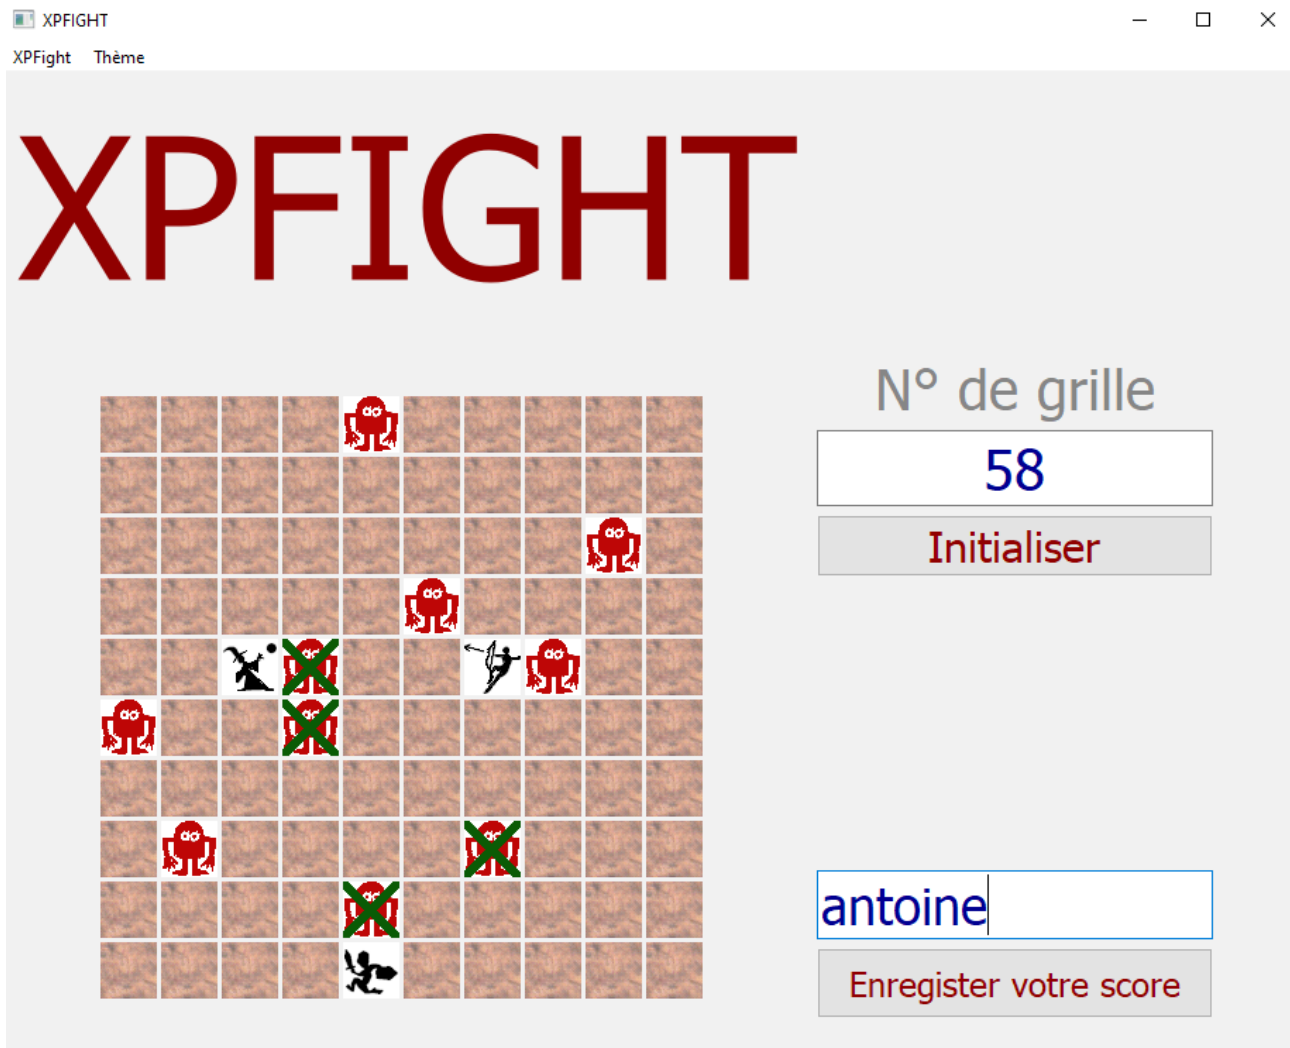 XPFIGHT
XPFight Thème
XPFIGHT
N° de grille
58
Initialiser
antoine
Enregister votre score